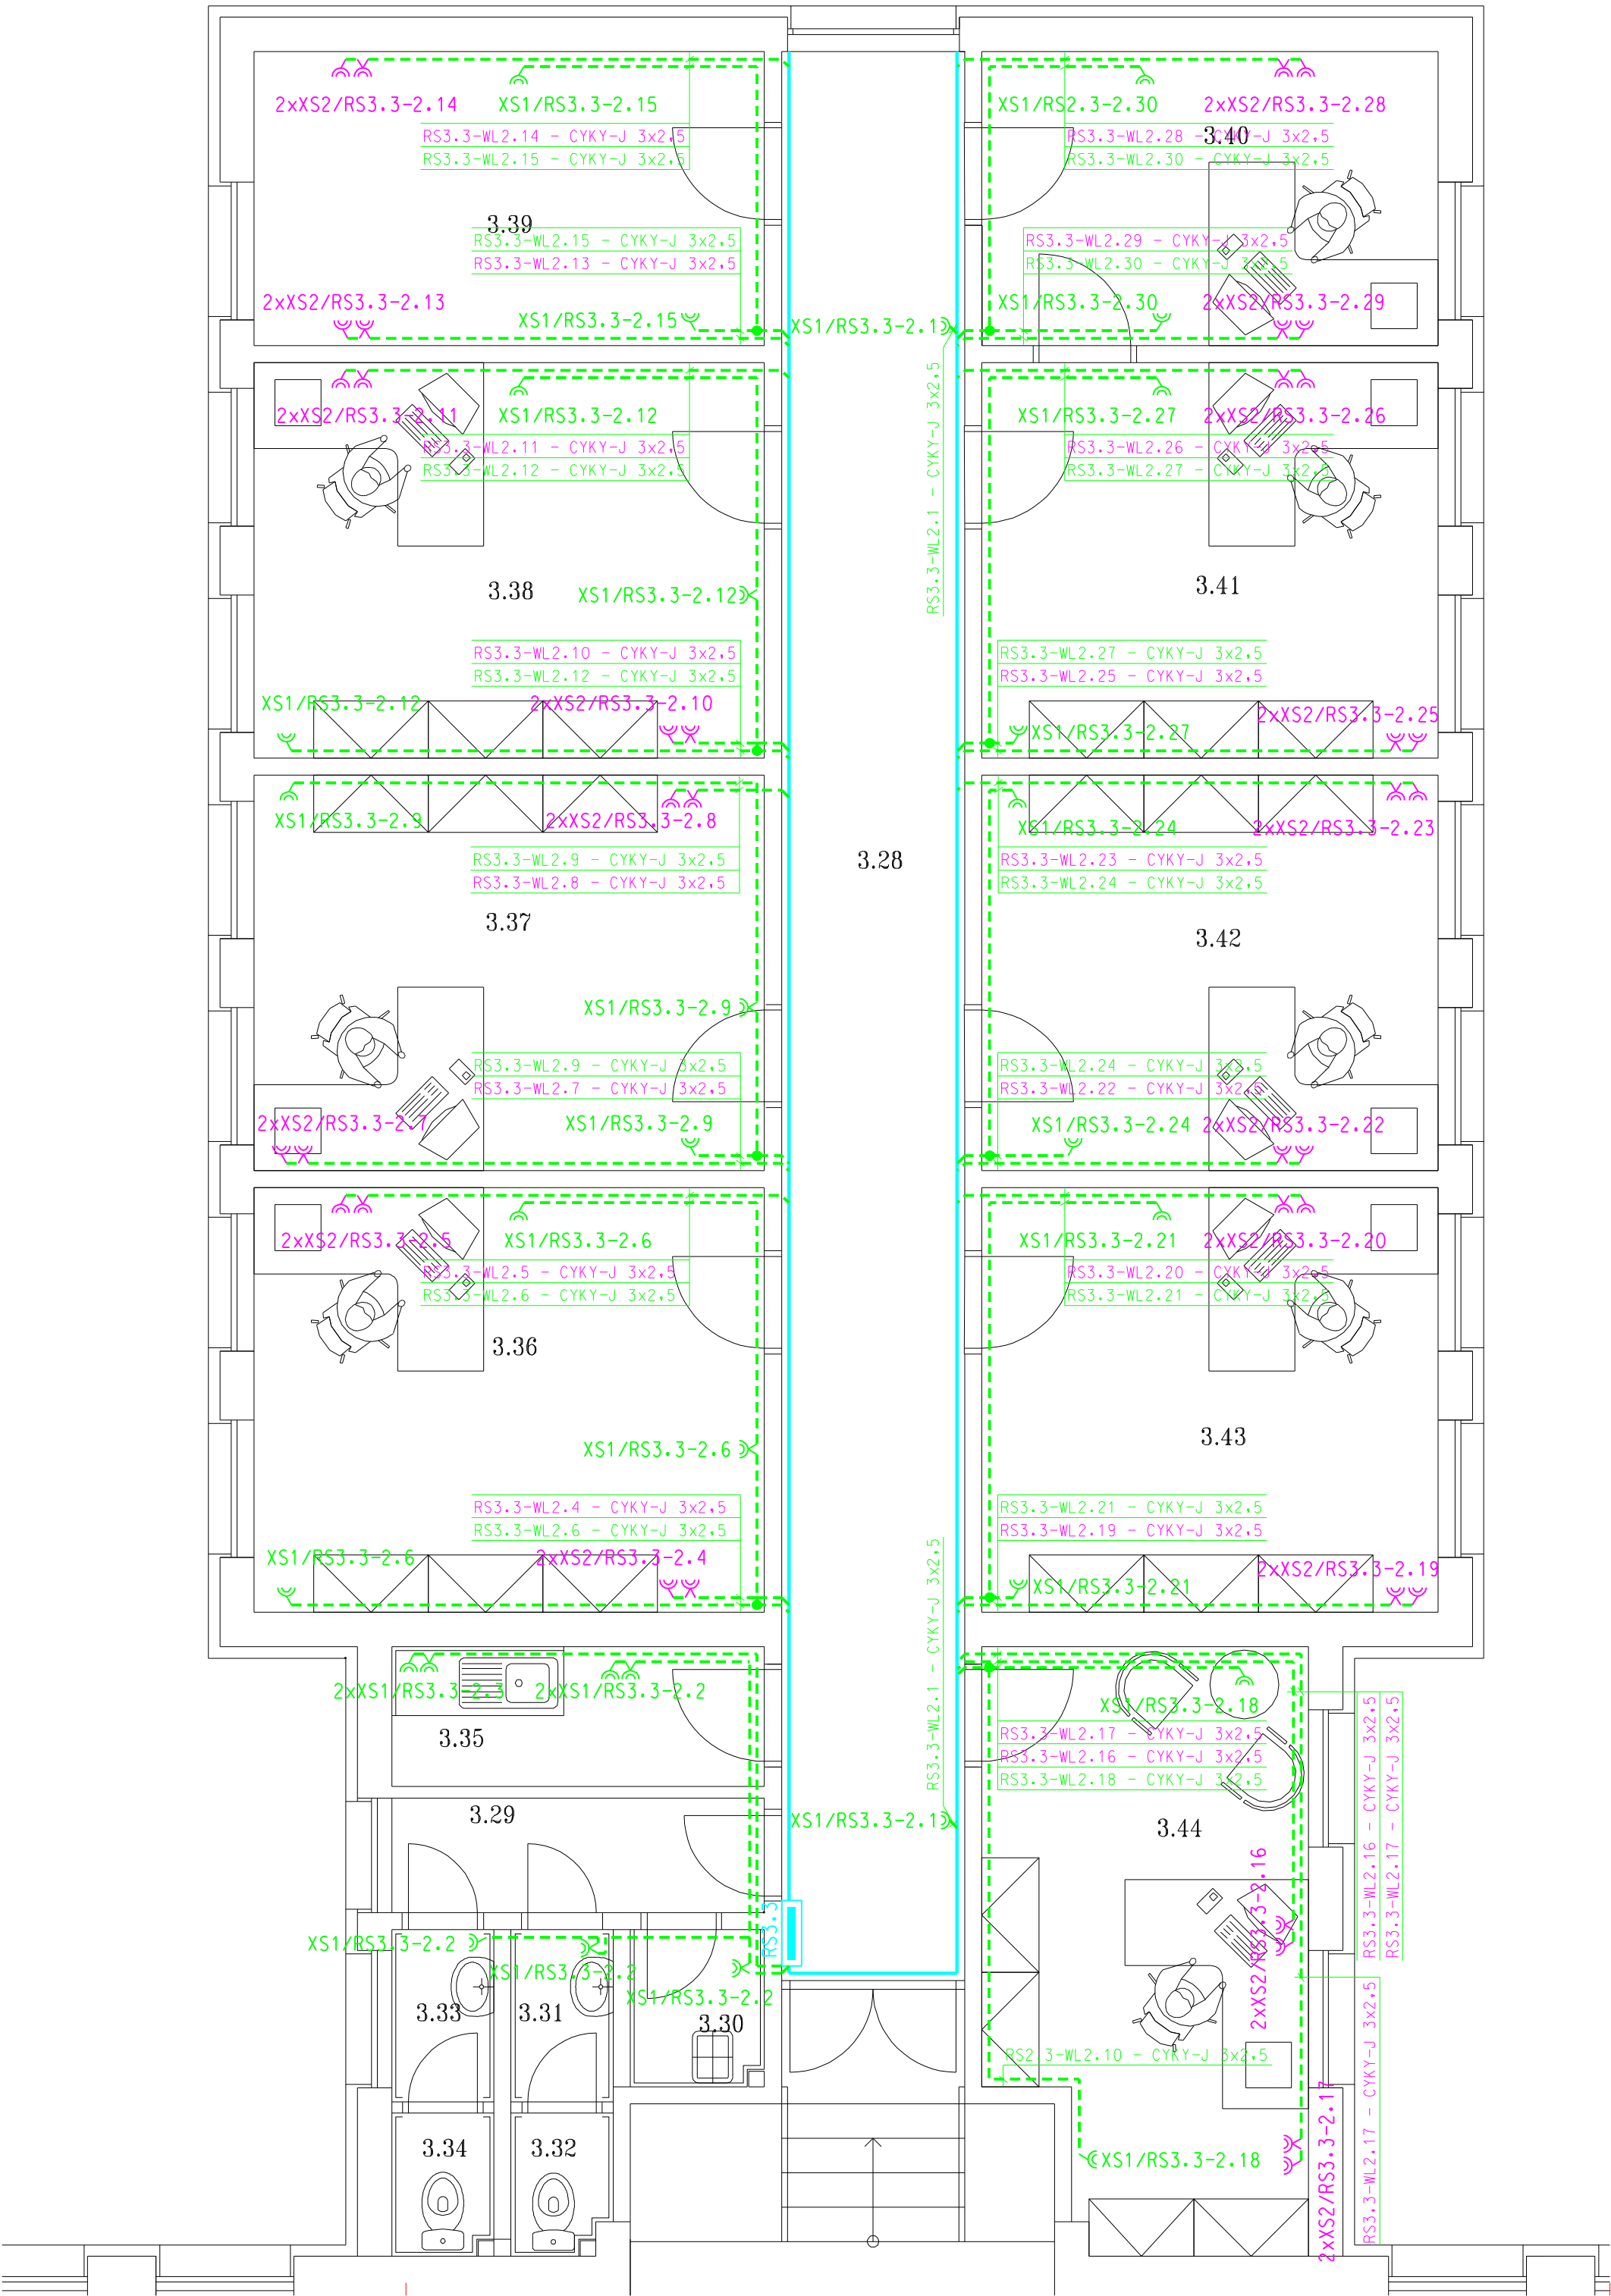 2xXS2/RS3.3-2.14
XS1/RS3.3-2.15
RS3.3-WL2.14 - CYKY-J 3x2,5
RS3.3-WL2.15 - CYKY-J 3x2,5
3.39
RS3.3-WL2.15 - CYKY-J 3x2,5
RS3.3-WL2.13 - CYKY-J 3x2,5
2xXS2/RS3.3-2.13
XS1/RS3.3-2.15
XS1/RS2.3-2.30
2xXS2/RS3.3-2.28
RS3.3-WL2.28 - CYKY-J 3x2,5
3.40
RS3.3-WL2.30 - CYKY-J 3x2,5
RS3.3-WL2.29 - CYKY-J 3x2,5
RS3.3-WL2.30 - CYKY-J 3x2,5
XS1/RS3.3-2.30
2xXS2/RS3.3-2.29
XS1/RS3.3-2.1
RS3.3-WL2.1 - CYKY-J 3x2,5
2xXS2/RS3.3-2.11
XS1/RS3.3-2.12
RS3.3-WL2.11 - CYKY-J 3x2,5
RS3.3-WL2.12 - CYKY-J 3x2,5
3.38
XS1/RS3.3-2.12
RS3.3-WL2.10 - CYKY-J 3x2,5
RS3.3-WL2.12 - CYKY-J 3x2,5
XS1/RS3.3-2.12
2xXS2/RS3.3-2.10
XS1/RS3.3-2.27
2xXS2/RS3.3-2.26
RS3.3-WL2.26 - CYKY-J 3x2,5
RS3.3-WL2.27 - CYKY-J 3x2,5
3.41
RS3.3-WL2.27 - CYKY-J 3x2,5
RS3.3-WL2.25 - CYKY-J 3x2,5
2xXS2/RS3.3-2.25
XS1/RS3.3-2.27
XS1/RS3.3-2.9
2xXS2/RS3.3-2.8
RS3.3-WL2.9 - CYKY-J 3x2,5
RS3.3-WL2.8 - CYKY-J 3x2,5
3.37
XS1/RS3.3-2.9
RS3.3-WL2.9 - CYKY-J 3x2,5
RS3.3-WL2.7 - CYKY-J 3x2,5
2xXS2/RS3.3-2.7
XS1/RS3.3-2.9
3.28
XS1/RS3.3-2.24
2xXS2/RS3.3-2.23
RS3.3-WL2.23 - CYKY-J 3x2,5
RS3.3-WL2.24 - CYKY-J 3x2,5
3.42
RS3.3-WL2.24 - CYKY-J 3x2,5
RS3.3-WL2.22 - CYKY-J 3x2,5
XS1/RS3.3-2.24
2xXS2/RS3.3-2.22
2xXS2/RS3.3-2.5
XS1/RS3.3-2.6
RS3.3-WL2.5 - CYKY-J 3x2,5
RS3.3-WL2.6 - CYKY-J 3x2,5
3.36
XS1/RS3.3-2.6
RS3.3-WL2.4 - CYKY-J 3x2,5
RS3.3-WL2.6 - CYKY-J 3x2,5
XS1/RS3.3-2.6
2xXS2/RS3.3-2.4
XS1/RS3.3-2.21
2xXS2/RS3.3-2.20
RS3.3-WL2.20 - CYKY-J 3x2,5
RS3.3-WL2.21 - CYKY-J 3x2,5
3.43
RS3.3-WL2.21 - CYKY-J 3x2,5
RS3.3-WL2.19 - CYKY-J 3x2,5
2xXS2/RS3.3-2.19
XS1/RS3.3-2.21
RS3.3-WL2.1 - CYKY-J 3x2,5
2xXS1/RS3.3-2.3
2xXS1/RS3.3-2.2
3.35
3.29
XS1/RS3.3-2.1
XS1/RS3.3-2.18
RS3.3-WL2.17 - CYKY-J 3x2,5
RS3.3-WL2.16 - CYKY-J 3x2,5
RS3.3-WL2.18 - CYKY-J 3x2,5
3.44
RS3.3-WL2.16 - CYKY-J 3x2,5
RS3.3-WL2.17 - CYKY-J 3x2,5
2xXS2/RS3.3-2.16
RS3.3
XS1/RS3.3-2.2
XS1/RS3.3-2.2
XS1/RS3.3-2.2
3.33
3.31
3.30
RS2.3-WL2.10 - CYKY-J 3x2,5
RS3.3-WL2.17 - CYKY-J 3x2,5
2xXS2/RS3.3-2.17
3.34
3.32
XS1/RS3.3-2.18